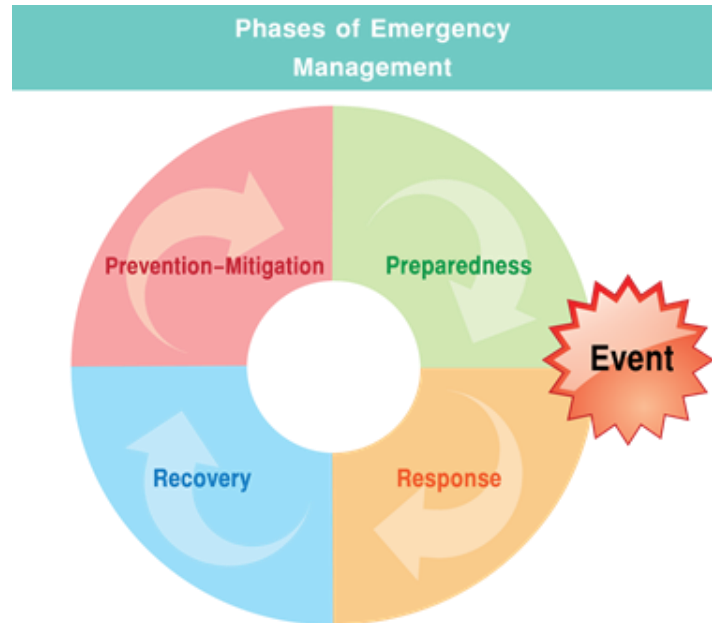 Phases of Emergency
Management
Prevention–Mitigation
Preparedness
Event
Recovery
Response